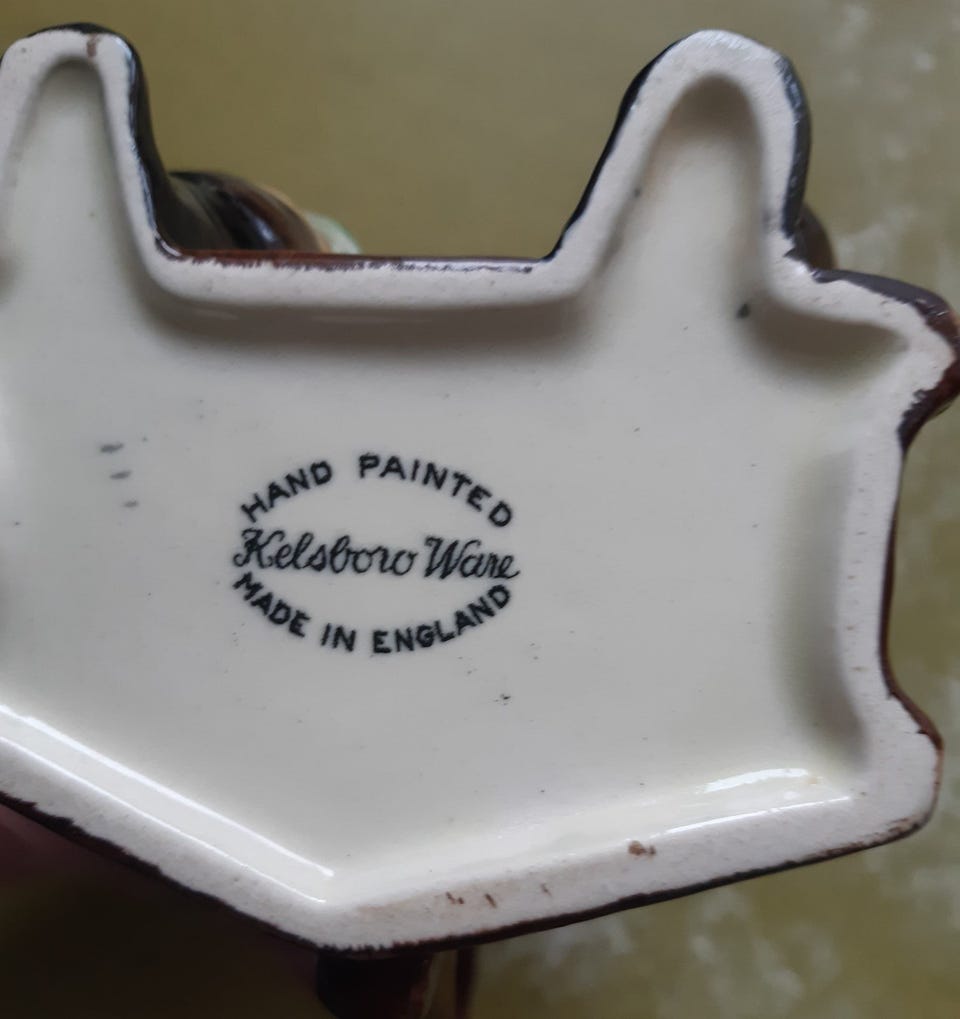 HAND PAINTED
Kelsboro Ware
MADE IN ENGLAND